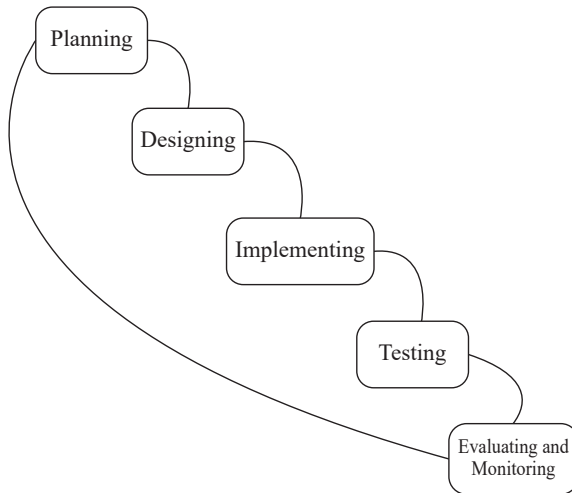 Planning
Designing
Implementing
Testing
Evaluating and
Monitoring